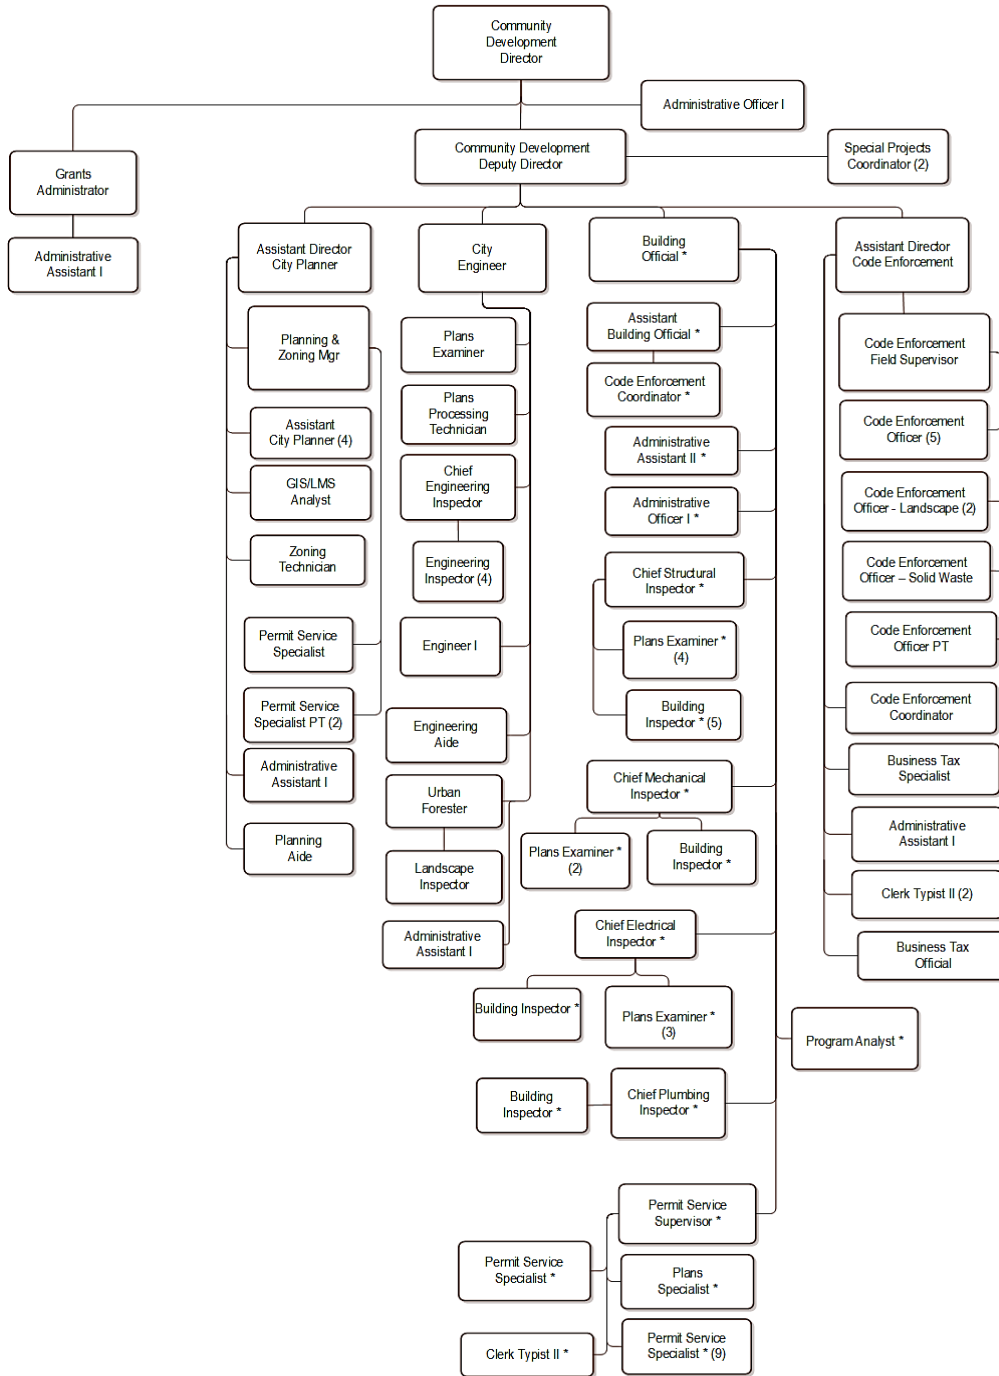 Community
Development
Director
Administrative Officer I
Community Development
Deputy Director
Special Projects
Coordinator (2)
Grants
Administrator
Administrative
Assistant I
Assistant Director
City Planner
Planning &
Zoning Mgr
Assistant
City Planner (4)
GIS/LMS
Analyst
Zoning
Technician
Permit Service
Specialist
Permit Service
Specialist PT (2)
Administrative
Assistant I
Planning
Aide
City
Engineer
Plans
Examiner
Plans
Processing
Technician
Chief
Engineering
Inspector
Engineering
Inspector (4)
Engineer I
Engineering
Aide
Urban
Forester
Landscape
Inspector
Administrative
Assistant I
Building
Official *
Assistant
Building Official *
Code Enforcement
Coordinator *
Administrative
Assistant II *
Administrative
Officer I *
Chief Structural
Inspector *
Plans Examiner *
(4)
Building
Inspector * (5)
Chief Mechanical
Inspector *
Plans Examiner *
(2)
Building
Inspector *
Chief Electrical
Inspector *
Building Inspector *
Plans Examiner *
(3)
Program Analyst *
Building
Inspector *
Chief Plumbing
Inspector *
Permit Service
Supervisor *
Permit Service
Specialist *
Plans
Specialist *
Clerk Typist II *
Permit Service
Specialist * (9)
Assistant Director
Code Enforcement
Code Enforcement
Field Supervisor
Code Enforcement
Officer (5)
Code Enforcement
Officer - Landscape (2)
Code Enforcement
Officer – Solid Waste
Code Enforcement
Officer PT
Code Enforcement
Coordinator
Business Tax
Specialist
Administrative
Assistant I
Clerk Typist II (2)
Business Tax
Official